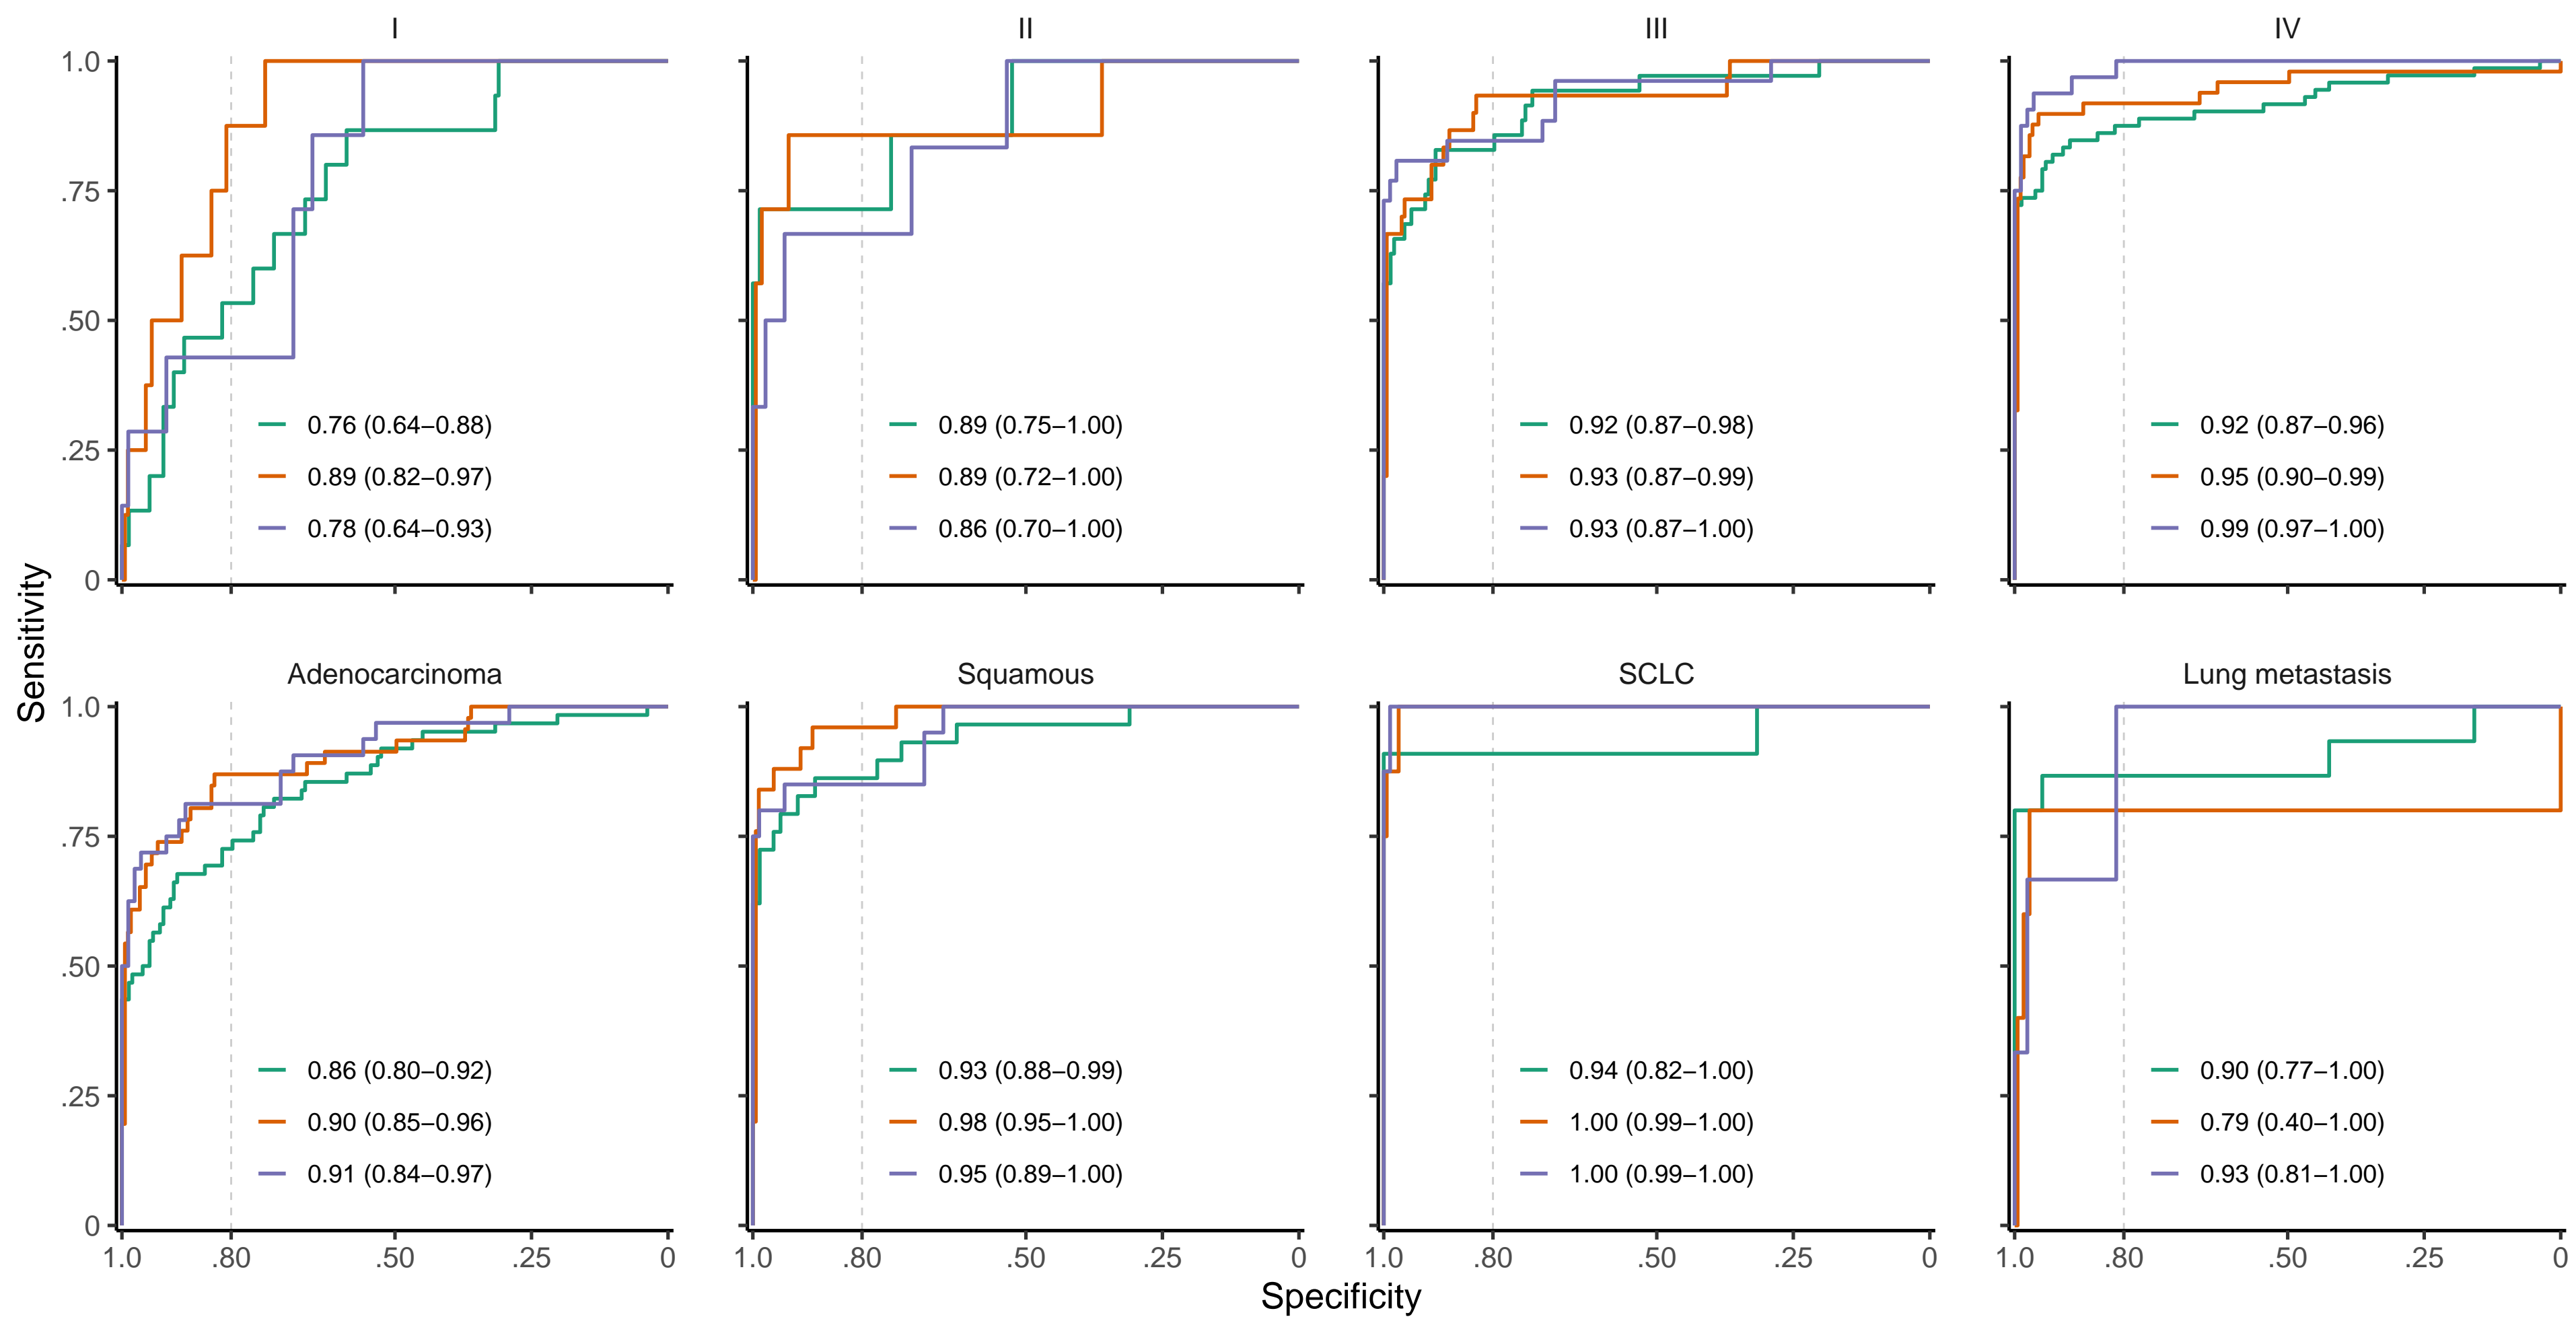 I
II
III
IV
1.0
.75
.50
.25
0
0.76 (0.64–0.88)
0.89 (0.82–0.97)
0.78 (0.64–0.93)
0.89 (0.75–1.00)
0.89 (0.72–1.00)
0.86 (0.70–1.00)
0.92 (0.87–0.98)
0.93 (0.87–0.99)
0.93 (0.87–1.00)
0.92 (0.87–0.96)
0.95 (0.90–0.99)
0.99 (0.97–1.00)
Sensitivity
Adenocarcinoma
Squamous
SCLC
Lung metastasis
1.0
.75
.50
.25
0
0.86 (0.80–0.92)
0.90 (0.85–0.96)
0.91 (0.84–0.97)
0.93 (0.88–0.99)
0.98 (0.95–1.00)
0.95 (0.89–1.00)
0.94 (0.82–1.00)
1.00 (0.99–1.00)
1.00 (0.99–1.00)
0.90 (0.77–1.00)
0.79 (0.40–1.00)
0.93 (0.81–1.00)
1.0 .80 .50 .25 0
1.0 .80 .50 .25 0
1.0 .80 .50 .25 0
1.0 .80 .50 .25 0
Specificity